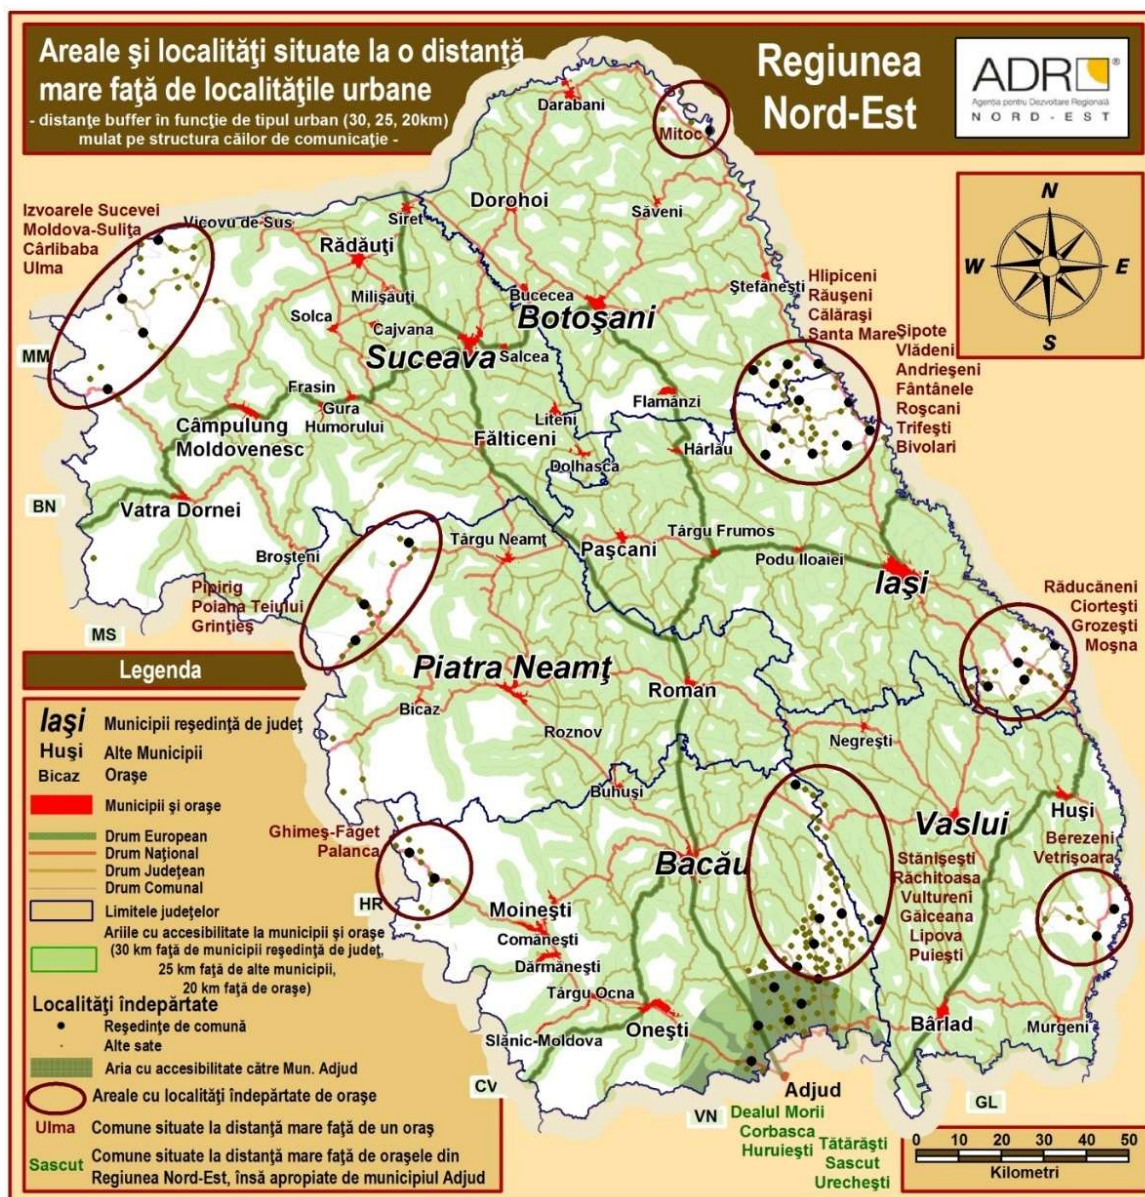 Areale şi localităţi situate la o distanţă
mare faţă de localităţile urbane
- distanţe buffer în funcţie de tipul urban (30, 25, 20km)
mulat pe structura căilor de comunicaţie -
Regiunea
Nord-Est
ADR
Agenţia pentru Dezvoltare Regională
NORD-EST
N
W
E
S
Darabani
Mitoc
Izvoarele Sucevei
Moldova-Suliţa
Cârlibaba
Ulma
Vicovu de Sus
Siret
Dorohoi
Săveni
Rădăuţi
Milişăuţi
Bucecea
Botoşani
Ştefăneşti
Hlipiceni
Răuşeni
Călăraşi
Santa Mare
Şipote
Vlădeni
Andrieşeni
Fântânele
Roşcani
Trifeşti
Bivolari
Solca
Cajvana
Suceava
Salcea
MM
Frasin
Gura
Humorului
Câmpulung
Moldovenesc
Liteni
Flamânzi
Fălticeni
Hârlău
Dolhasca
BN
Vatra Dornei
Broşteni
Târgu Neamţ
Paşcani
Târgu Frumos
Podu Iloaiei
Iaşi
Pipirig
Poiana Teiului
Grinţieş
MS
Răducăneni
Ciorteşti
Grozeşti
Moşna
Piatra Neamţ
Roman
Bicaz
Roznov
Negreşti
Buhuşi
Huşi
Vaslui
Ghimeş-Făget
Palanca
HR
Bacău
Stănişeşti
Răchitoasa
Vultureni
Găiceana
Lipova
Puieşti
Berezeni
Vetrişoara
Moineşti
Comăneşti
Dărmăneşti
Târgu Ocna
Slănic-Moldova
Oneşti
Bârlad
Murgeni
CV
VN
Adjud
GL
Dealul Morii
Corbasca
Huruieşti
Tătărăşti
Sascut
Urecheşti
0 10 20 30 40 50
Kilometri
Legenda
Iaşi Municipii reşedinţă de judeţ
Huşi Alte Municipii
Bicaz Oraşe
Municipii şi oraşe
Drum European
Drum Naţional
Drum Judeţean
Drum Comunal
Limitele judeţelor
Ariile cu accesibilitate la municipii şi oraşe
(30 km faţă de municipii reşedinţă de judeţ,
25 km faţă de alte municipii,
20 km faţă de oraşe)
Localităţi îndepărtate
Reşedinţe de comună
Alte sate
Aria cu accesibilitate către Mun. Adjud
Areale cu localităţi îndepărtate de oraşe
Ulma Comune situate la distanţă mare faţă de un oraş
Sascut Comune situate la distanţă mare faţă de oraşele din
Regiunea Nord-Est, însă apropiate de municipiul Adjud